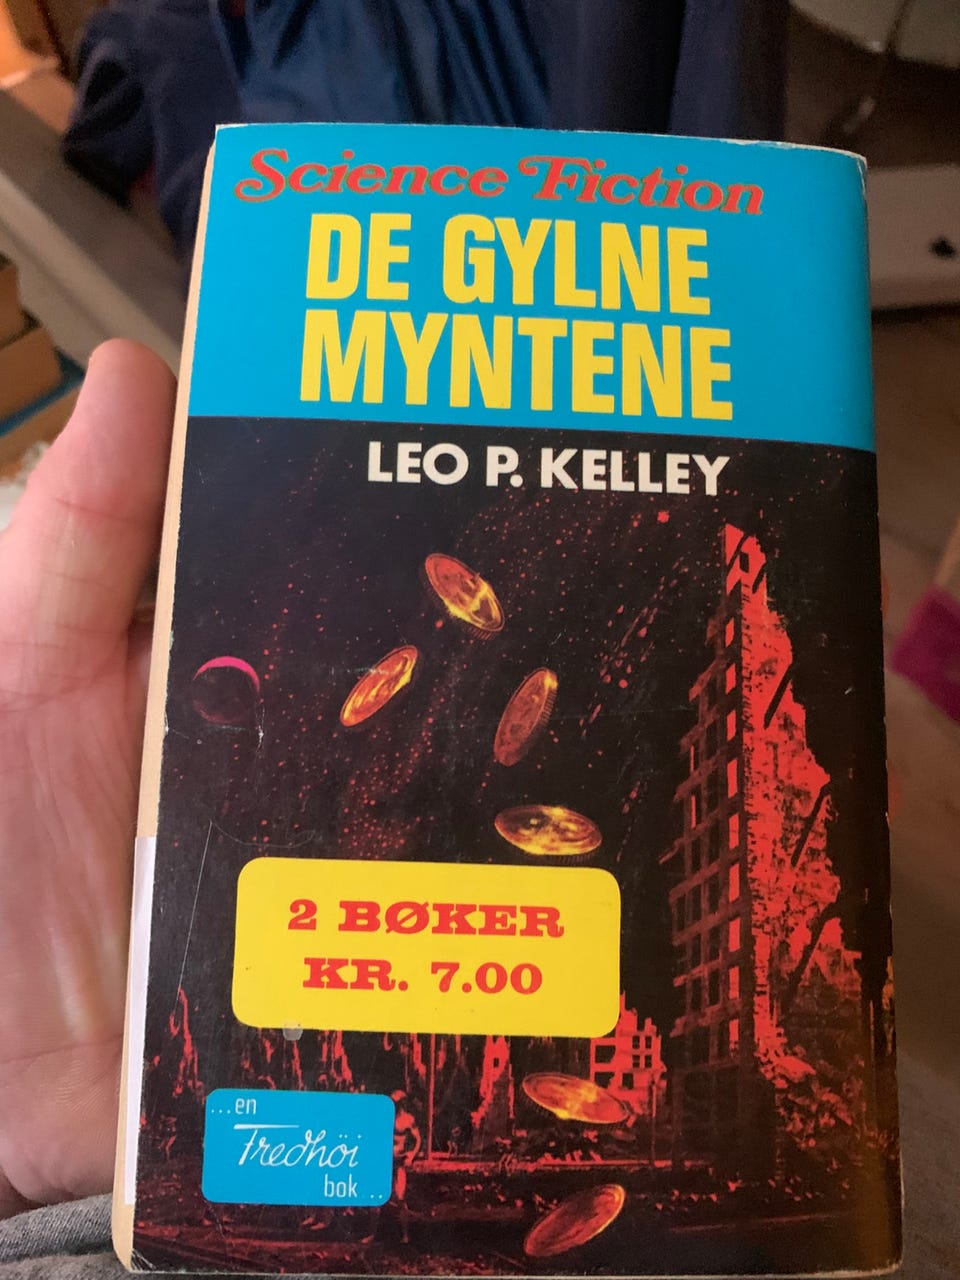 Science Fiction
DE GYLNE
MYNTENE
LEO P. KELLEY
2 BØKER
KR. 7.00
...en
Fredhöi
bok...